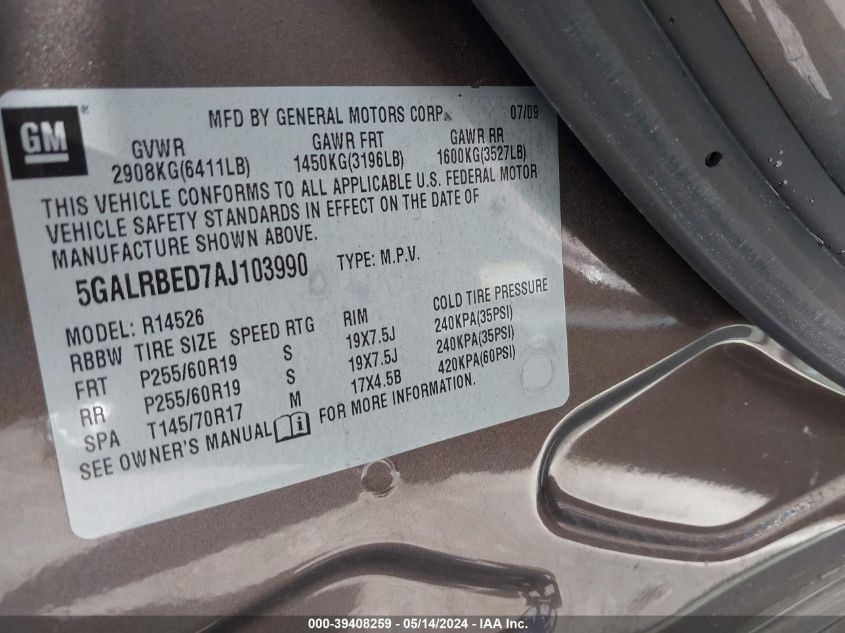 GM ®
MFD BY GENERAL MOTORS CORP. 07/09
GVWR GAWR FRT GAWR RR
2908KG(6411LB) 1450KG(3196LB) 1600KG(3527LB)
THIS VEHICLE CONFORMS TO ALL APPLICABLE U.S. FEDERAL MOTOR
VEHICLE SAFETY STANDARDS IN EFFECT ON THE DATE OF
MANUFACTURE SHOWN ABOVE.
5GALRBED7AJ103990 TYPE: M.P.V.
MODEL: R14526
RBBW TIRE SIZE SPEED RTG RIM COLD TIRE PRESSURE
FRT P255/60R19 S 19X7.5J 240KPA(35PSI)
RR P255/60R19 S 19X7.5J 240KPA(35PSI)
SPA T145/70R17 M 17X4.5B 420KPA(60PSI)
SEE OWNER'S MANUAL i FOR MORE INFORMATION.
000-39408259 - 05/14/2024 - IAA Inc.